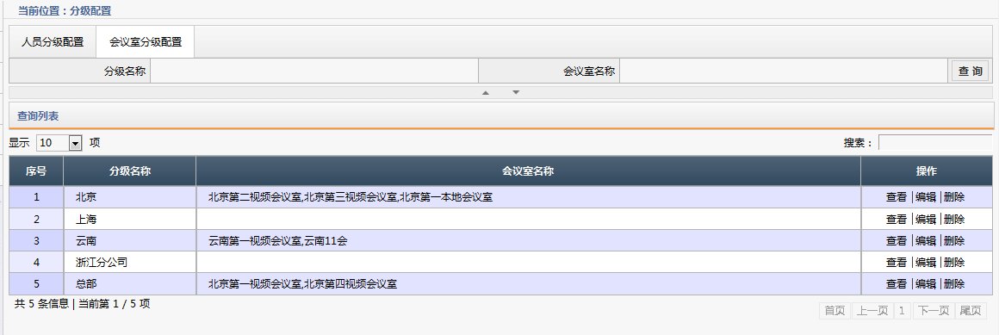 当前位置：分级配置
人员分级配置 会议室分级配置
分级名称 会议室名称 查 询
查询列表
显示 10 项 搜索：
序号 分级名称 会议室名称 操作
1 北京 北京第二视频会议室,北京第三视频会议室,北京第一本地会议室 查看 |编辑 |删除
2 上海 查看 |编辑 |删除
3 云南 云南第一视频会议室,云南11会 查看 |编辑 |删除
4 浙江分公司 查看 |编辑 |删除
5 总部 北京第一视频会议室,北京第四视频会议室 查看 |编辑 |删除
共 5 条信息 | 当前第 1 / 5 项
首页 上一页 1 下一页 尾页